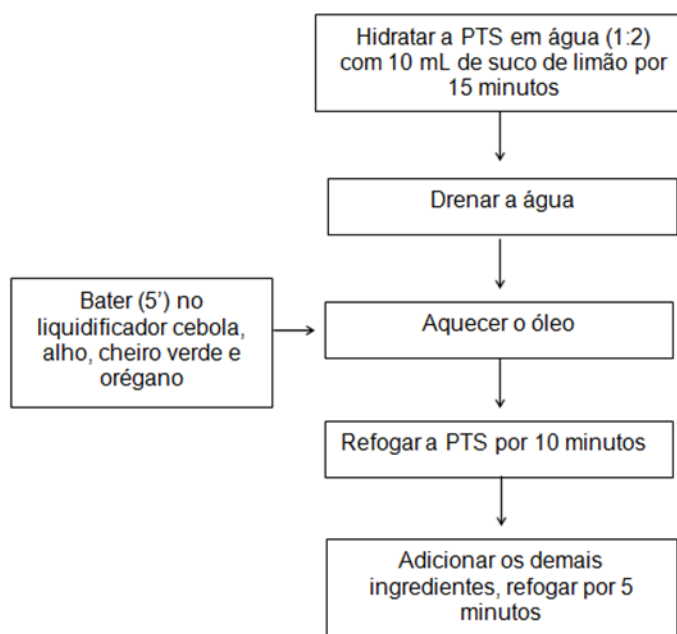 Hidratar a PTS em água (1:2)
com 10 mL de suco de limão por
15 minutos
Drenar a água
Bater (5’) no
liquidificador cebola,
alho, cheiro verde e
orégano
Aquecer o óleo
Refogar a PTS por 10 minutos
Adicionar os demais
ingredientes, refogar por 5
minutos